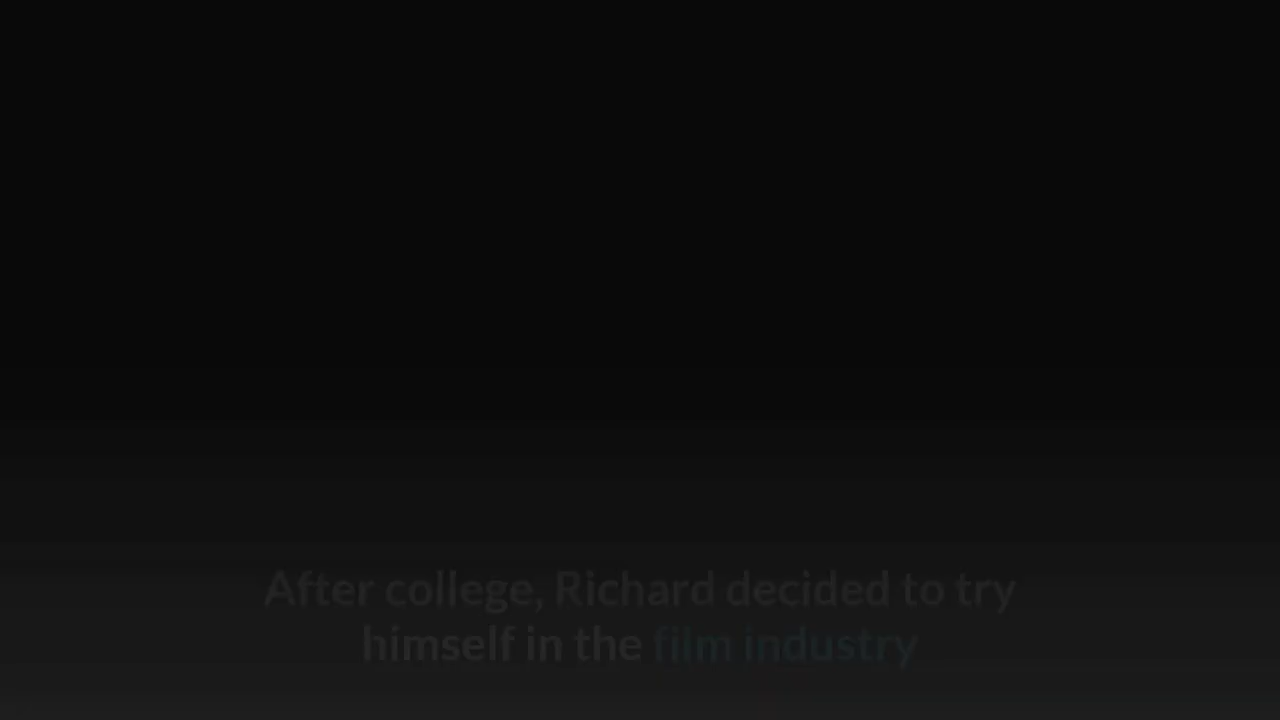 After college, Richard decided to try
himself in the film industry